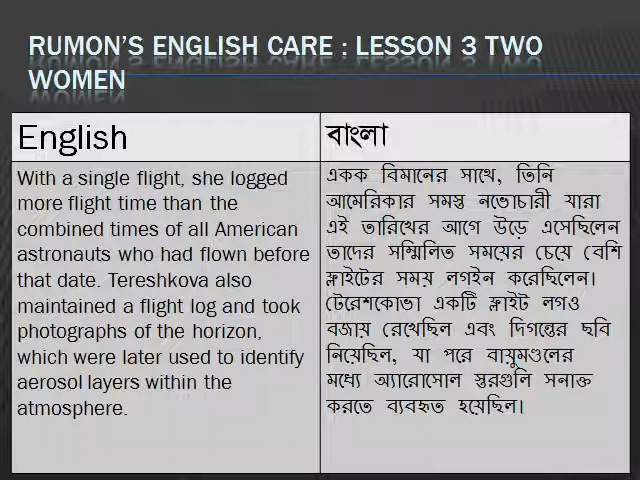 RUMON'S ENGLISH CARE : LESSON 3 TWO
WOMEN
English
With a single flight, she logged
more flight time than the
combined times of all American
astronauts who had flown before
that date. Tereshkova also
maintained a flight log and took
photographs of the horizon,
which were later used to identify
aerosol layers within the
atmosphere.
বাংলা
একক বিমানের সাথে, তিনি
আমেরিকার সমস্ত নভোচারী যারা
এই তারিখের আগে উড়ে এসেছিলেন
তাদের সম্মিলিত সময়ের চেয়ে বেশি
ফ্লাইটের সময় লগইন করেছিলেন।
টেরেশকোভা একটি ফ্লাইট লগও
বজায় রেখেছিল এবং দিগন্তের ছবি
নিয়েছিল, যা পরে বায়ুমণ্ডলের
মধ্যে অ্যারোসোল স্তরগুলি সনাক্ত
করতে ব্যবহৃত হয়েছিল।